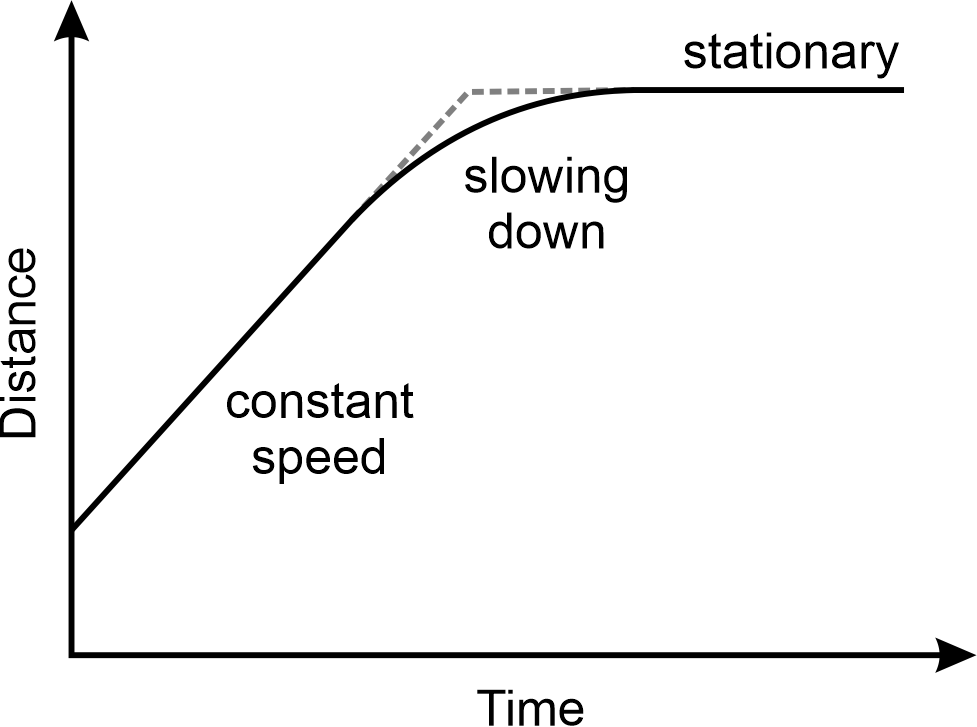 stationary
slowing
down
Distance
constant
speed
Time